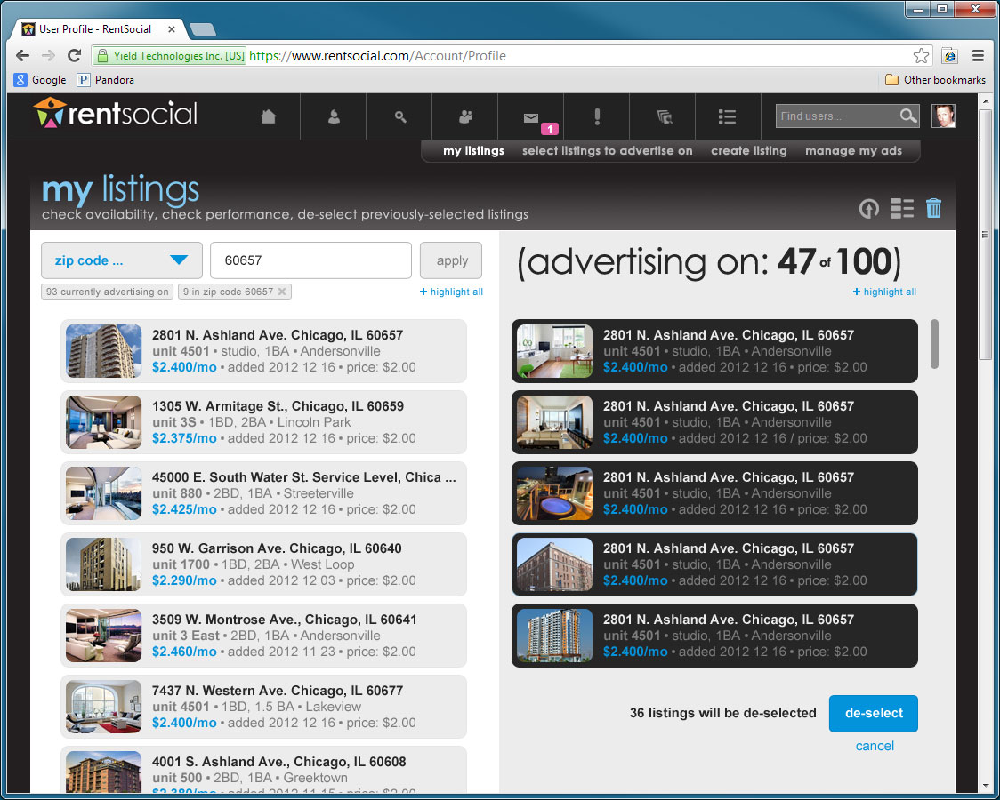 User Profile - RentSocial
Yield Technologies Inc. [US] https://www.rentsocial.com/Account/Profile
Google Pandora Other bookmarks
rentsocial
1
Find users...
my listings select listings to advertise on create listing manage my ads
my listings
check availability, check performance, de-select previously-selected listings
zip code ... 60657 apply
93 currently advertising on 9 in zip code 60657
+ highlight all
2801 N. Ashland Ave. Chicago, IL 60657
unit 4501 • studio, 1BA • Andersonville
$2.400/mo • added 2012 12 16 • price: $2.00
1305 W. Armitage St., Chicago, IL 60659
unit 3S • 1BD, 2BA • Lincoln Park
$2.375/mo • added 2012 12 16 • price: $2.00
45000 E. South Water St. Service Level, Chica ...
unit 880 • 2BD, 1BA • Streeterville
$2.425/mo • added 2012 12 16 • price: $2.00
950 W. Garrison Ave. Chicago, IL 60640
unit 1700 • 1BD, 2BA • West Loop
$2.290/mo • added 2012 12 03 • price: $2.00
3509 W. Montrose Ave., Chicago, IL 60641
unit 3 East • 2BD, 1BA • Andersonville
$2.460/mo • added 2012 11 23 • price: $2.00
7437 N. Western Ave. Chicago, IL 60677
unit 4501 • 1BD, 1.5 BA • Lakeview
$2.400/mo • added 2012 12 16 • price: $2.00
4001 S. Ashland Ave., Chicago, IL 60608
unit 500 • 2BD, 1BA • Greektown
$2.380/mo • added 2012 11 15 • price: $2.00
(advertising on: 47 of 100)
+ highlight all
2801 N. Ashland Ave. Chicago, IL 60657
unit 4501 • studio, 1BA • Andersonville
$2.400/mo • added 2012 12 16 • price: $2.00
2801 N. Ashland Ave. Chicago, IL 60657
unit 4501 • studio, 1BA • Andersonville
$2.400/mo • added 2012 12 16 / price: $2.00
2801 N. Ashland Ave. Chicago, IL 60657
unit 4501 • studio, 1BA • Andersonville
$2.400/mo • added 2012 12 16 • price: $2.00
2801 N. Ashland Ave. Chicago, IL 60657
unit 4501 • studio, 1BA • Andersonville
$2.400/mo • added 2012 12 16 • price: $2.00
2801 N. Ashland Ave. Chicago, IL 60657
unit 4501 • studio, 1BA • Andersonville
$2.400/mo • added 2012 12 16 • price: $2.00
36 listings will be de-selected de-select
cancel